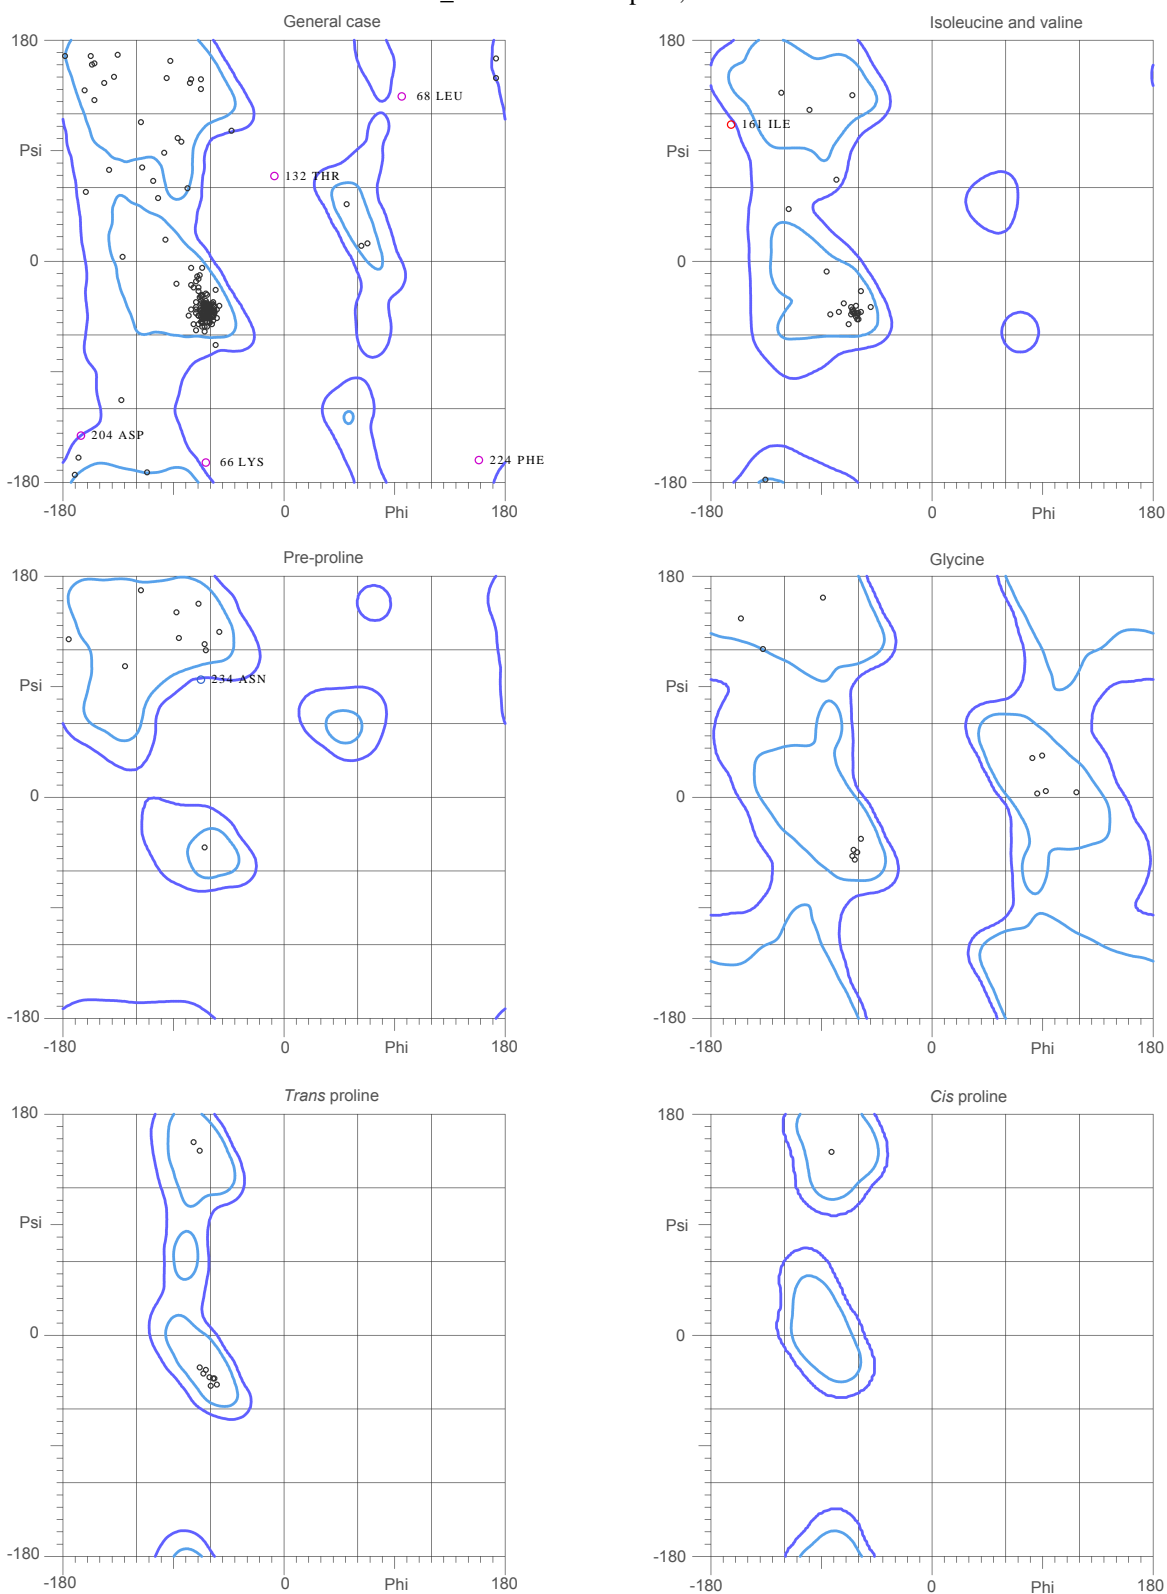 General case
180
Psi
0
-180
-180
0
Phi
180
68 LEU
132 THR
204 ASP
66 LYS
224 PHE
Isoleucine and valine
180
Psi
0
-180
-180
0
Phi
180
161 ILE
Pre-proline
180
Psi
0
-180
-180
0
Phi
180
234 ASN
Glycine
180
Psi
0
-180
-180
0
Phi
180
Trans proline
180
Psi
0
-180
-180
0
Phi
180
Cis proline
180
Psi
0
-180
-180
0
Phi
180